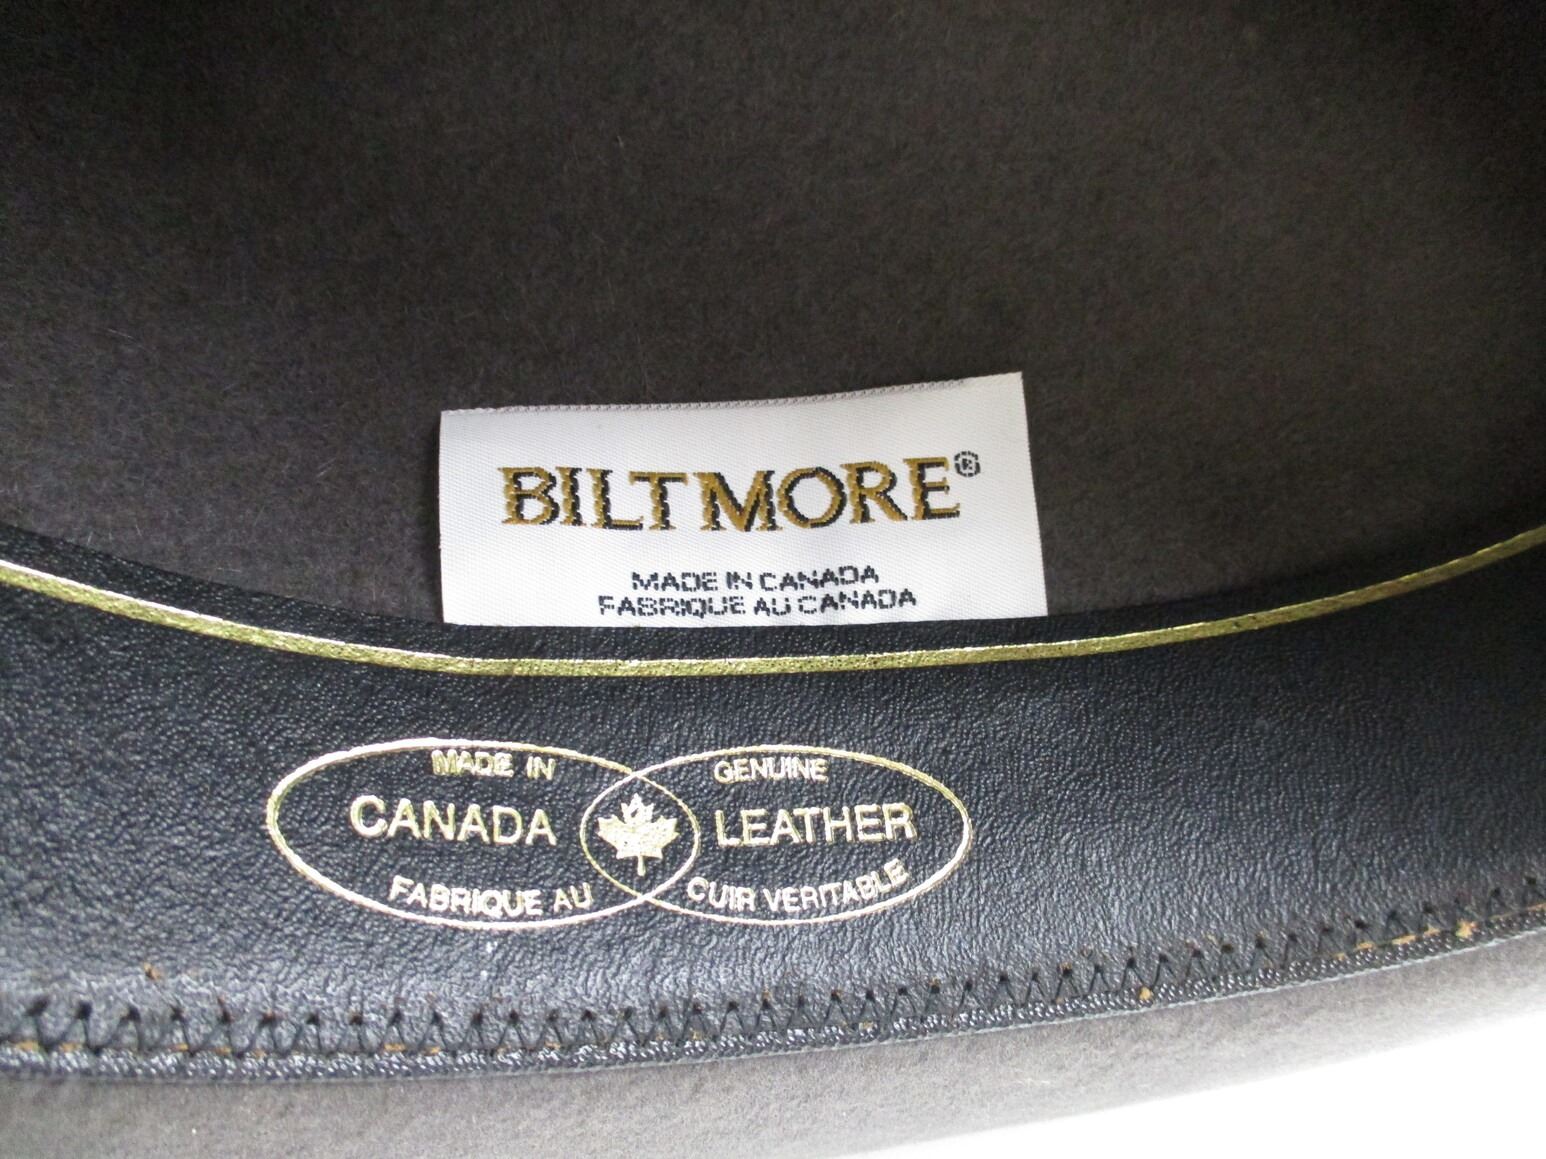 BILTMORE®
MADE IN CANADA
FABRIQUE AU CANADA
MADE IN
CANADA
FABRIQUE AU
GENUINE
LEATHER
CUIR VERITABLE